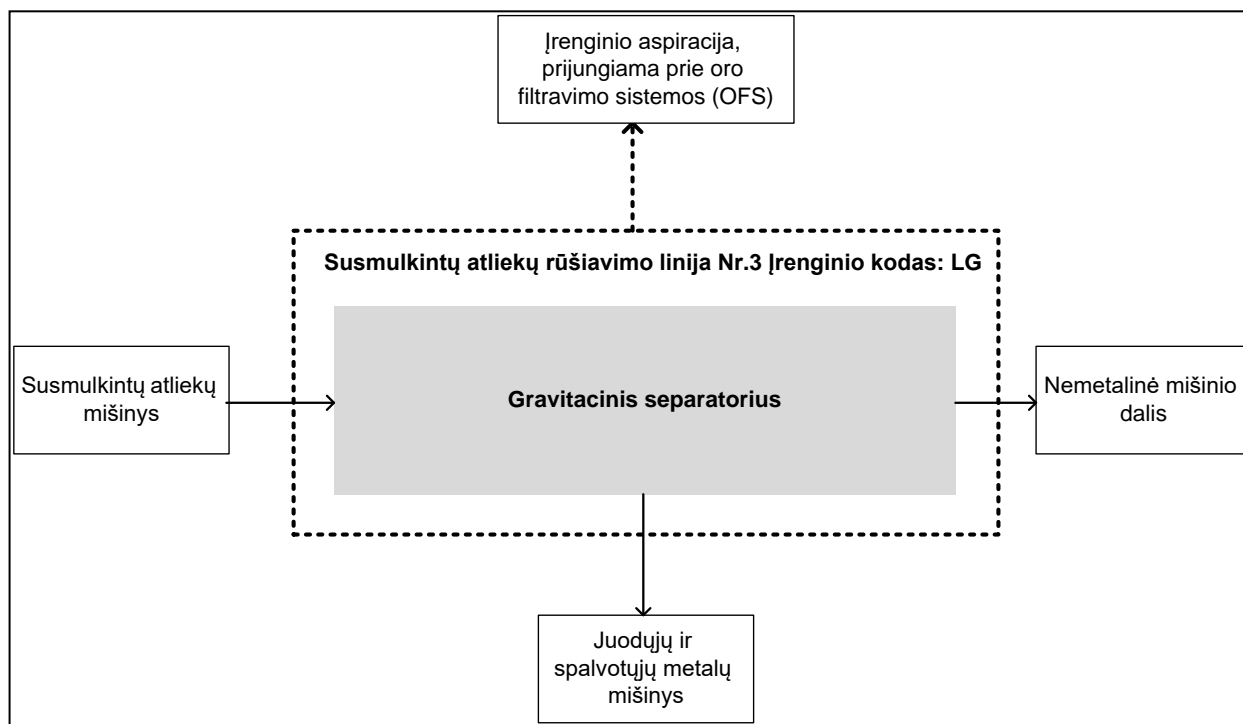 Įrenginio aspiracija,
prijungiama prie oro
filtravimo sistemos (OFS)
Susmulkintų atliekų rūšiavimo linija Nr.3 Įrenginio kodas: LG
Susmulkintų atliekų
mišinys
Gravitacinis separatorius
Nemetalinė mišinio
dalis
Juodųjų ir
spalvotųjų metalų
mišinys